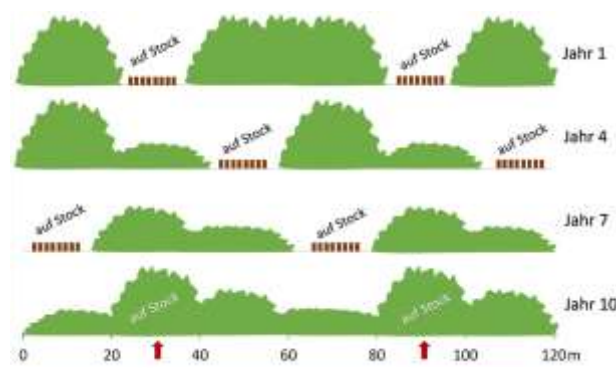 auf Stock auf Stock Jahr 1
auf Stock auf Stock Jahr 4
auf Stock auf Stock Jahr 7
auf Stock auf Stock Jahr 10
0 20 40 60 80 100 120m